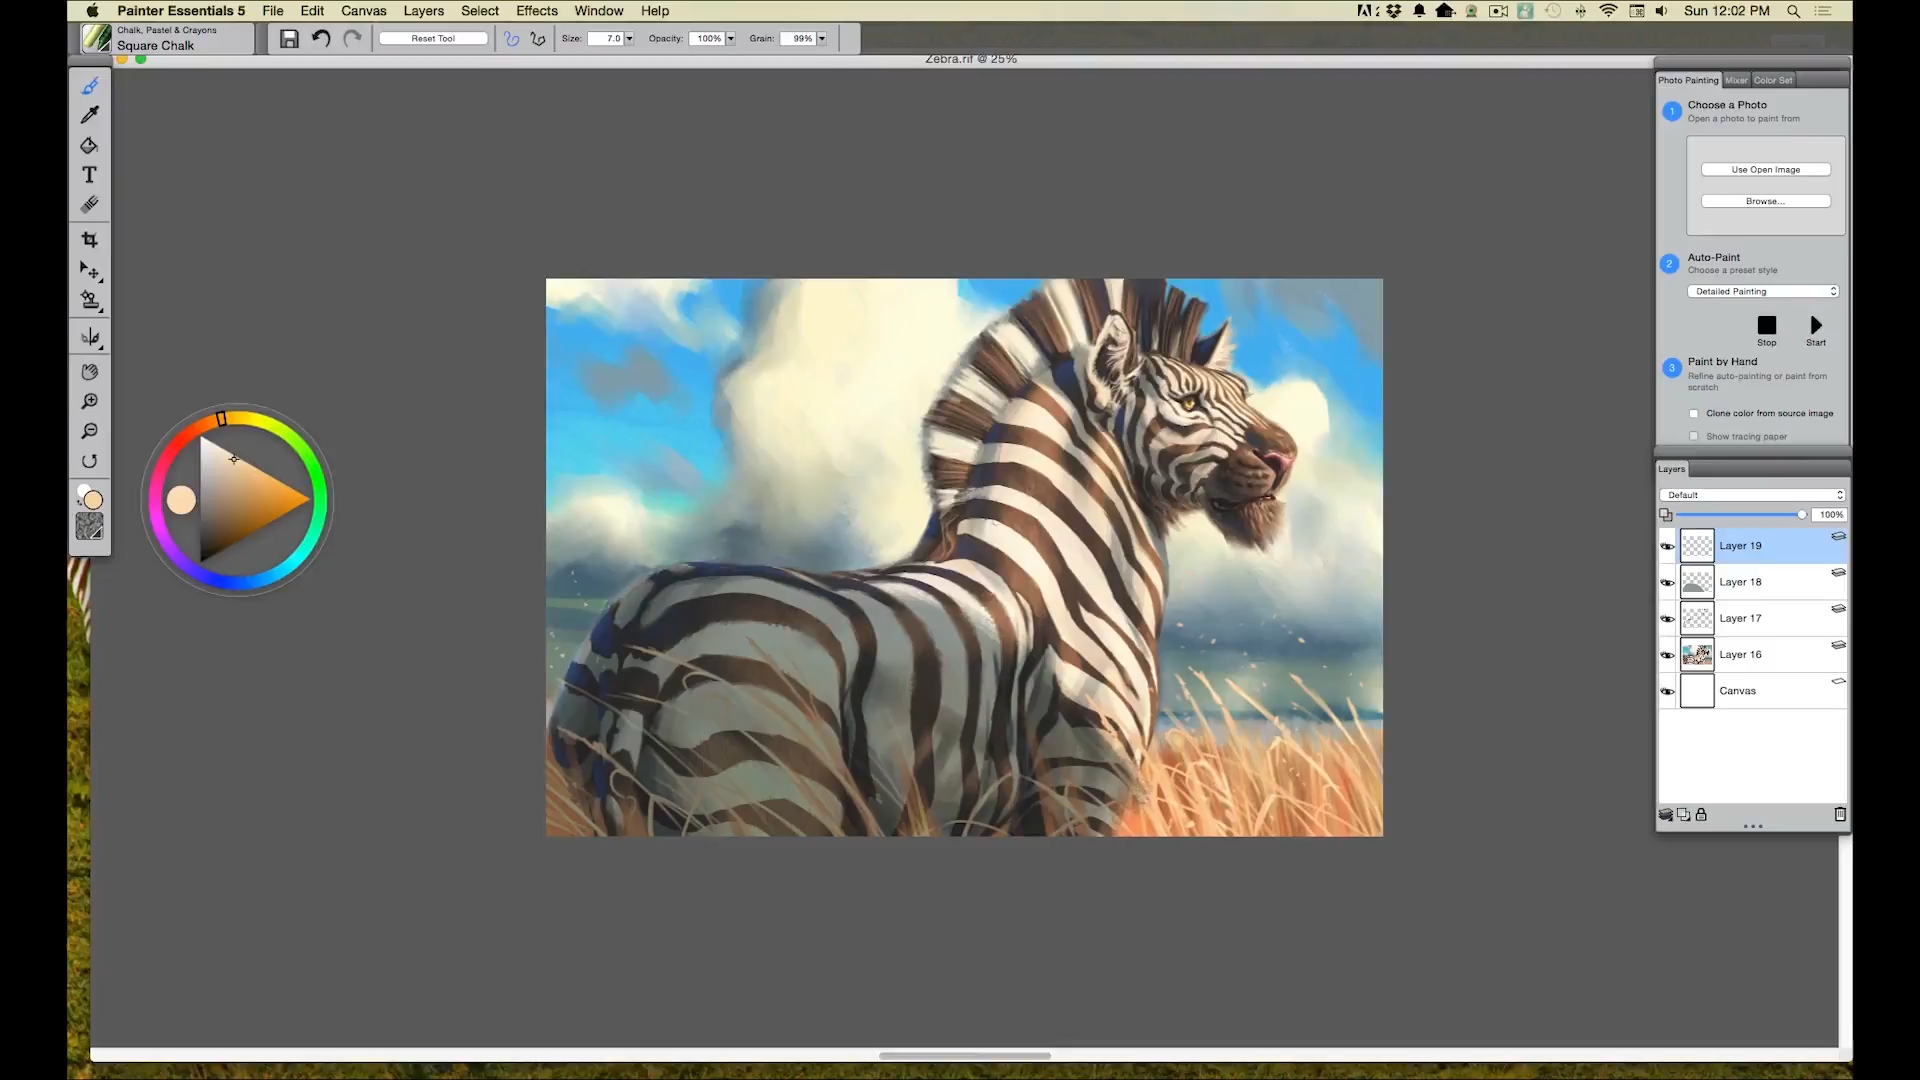 Painter Essentials 5 File Edit Canvas Layers Select Effects Window Help
Sun 12:02 PM
Chalk, Pastel & Crayons
Square Chalk
Reset Tool
Size: 7.0
Opacity: 100%
Grain: 99%
Zebra.rif @ 25%
Photo Painting Mixer Color Set
1 Choose a Photo
Open a photo to paint from
Use Open Image
Browse...
2 Auto-Paint
Choose a preset style
Detailed Painting
Stop Start
3 Paint by Hand
Refine auto-painting or paint from
scratch
Clone color from source image
Show tracing paper
Layers
Default
100%
Layer 19
Layer 18
Layer 17
Layer 16
Canvas